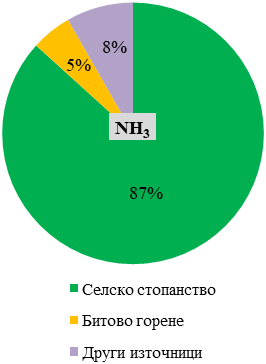 8%
5%
NH₃
87%
Селско стопанство
Битово горене
Други източници